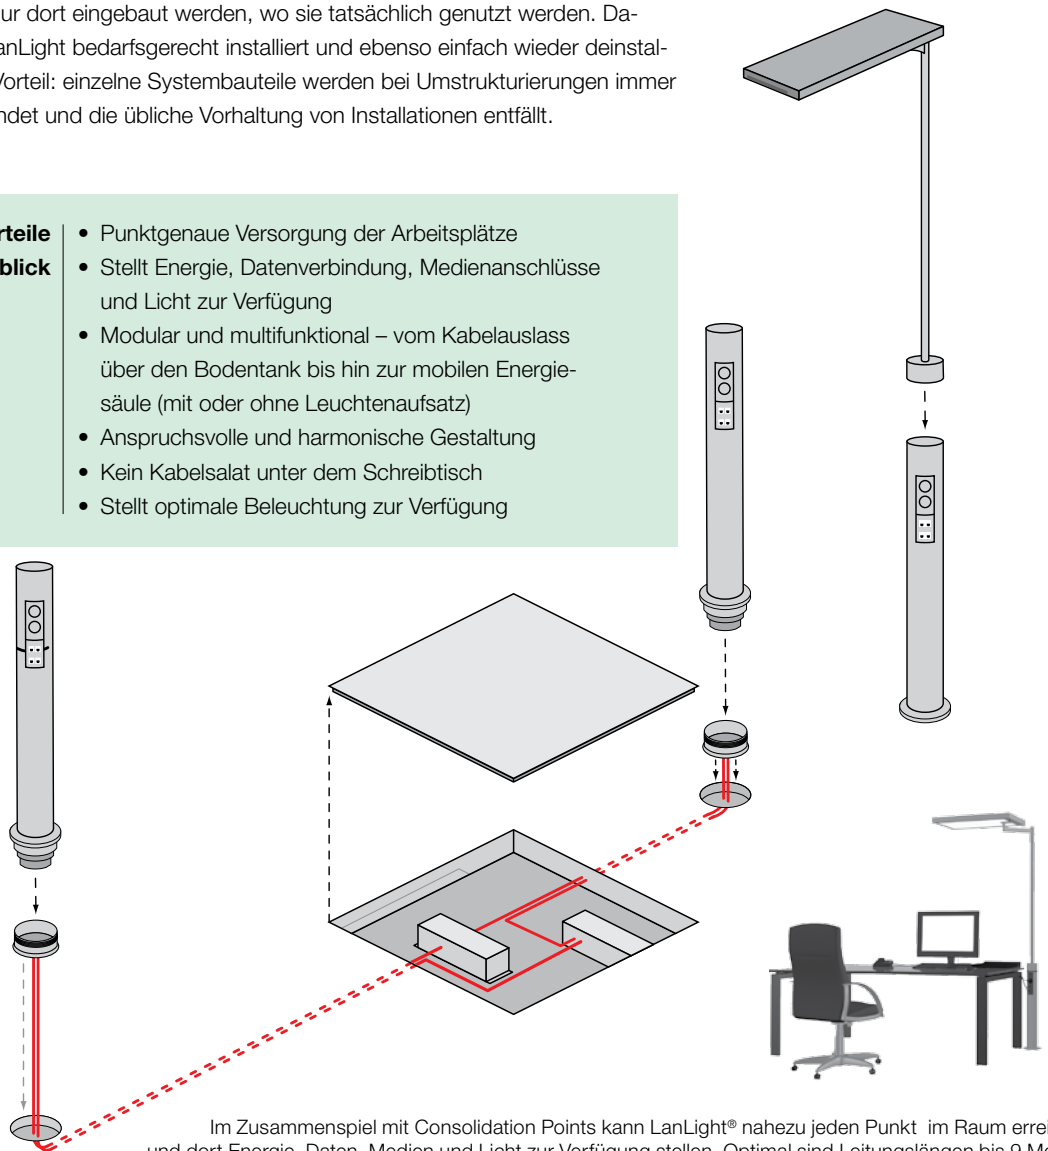 ur dort eingebaut werden, wo sie tatsächlich genutzt werden. Da-
anLight bedarfsgerecht installiert und ebenso einfach wieder deinstal-
Vorteil: einzelne Systembauteile werden bei Umstrukturierungen immer
ndet und die übliche Vorhaltung von Installationen entfällt.
rteile
blick
• Punktgenaue Versorgung der Arbeitsplätze
• Stellt Energie, Datenverbindung, Medienanschlüsse
und Licht zur Verfügung
• Modular und multifunktional – vom Kabelauslass
über den Bodentank bis hin zur mobilen Energie-
säule (mit oder ohne Leuchtenaufsatz)
• Anspruchsvolle und harmonische Gestaltung
• Kein Kabelsalat unter dem Schreibtisch
• Stellt optimale Beleuchtung zur Verfügung
Im Zusammenspiel mit Consolidation Points kann LanLight® nahezu jeden Punkt im Raum errei
und dort Energie, Daten, Medien und Licht zur Verfügung stellen. Optimal sind Leitungslängen bis 9 Me